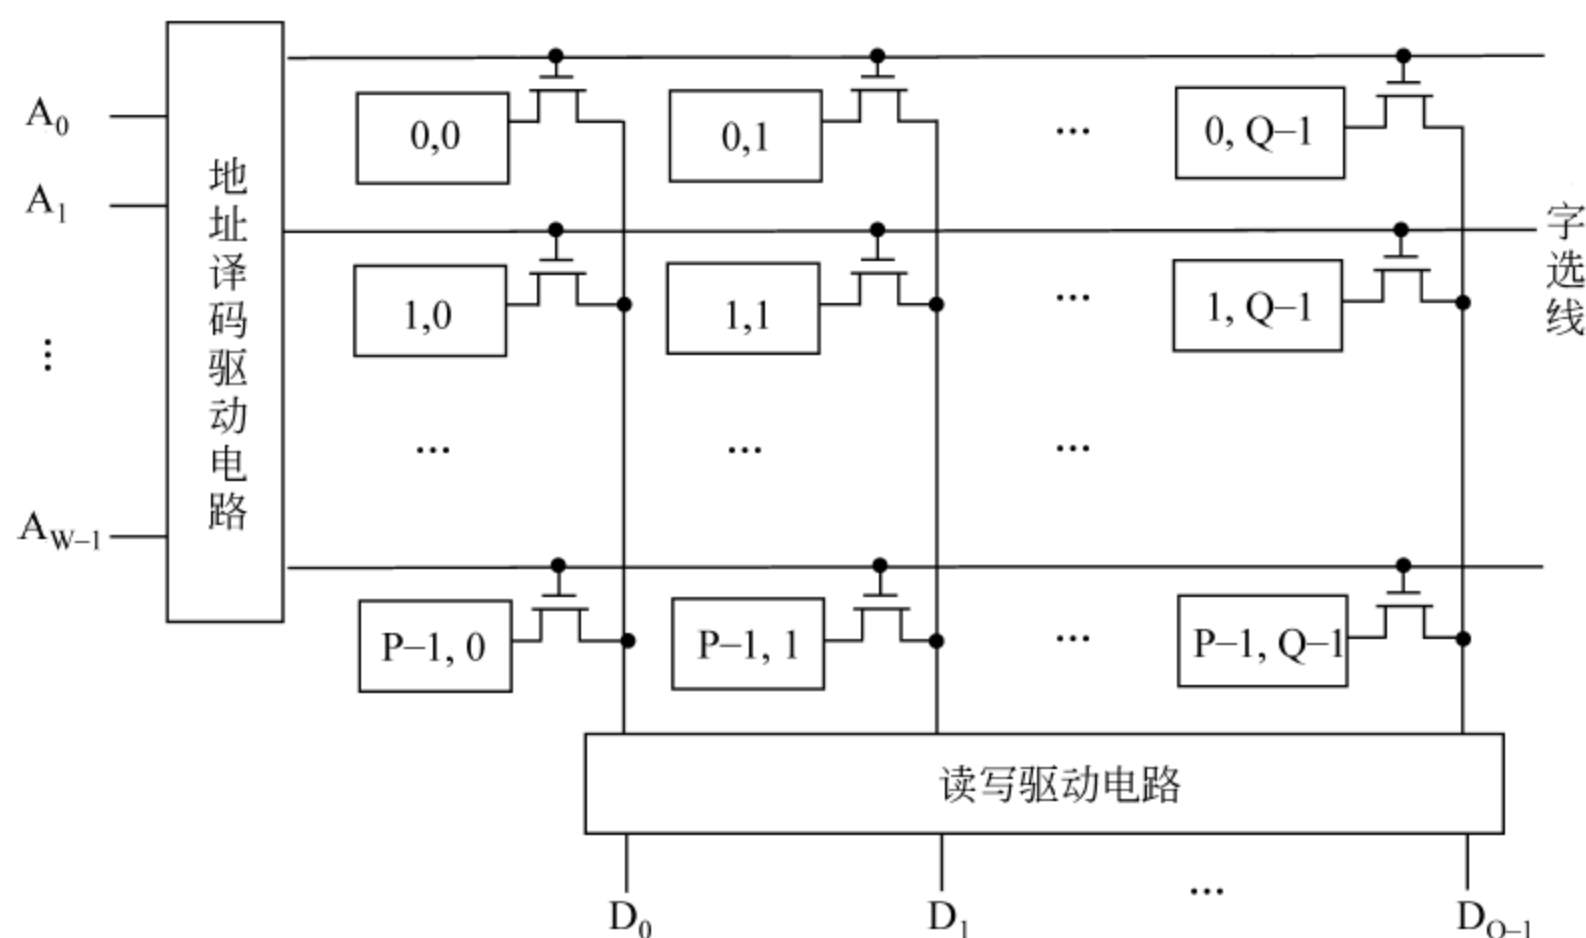 A0
A1
⋮
AW–1
地址译码驱动电路
0,0
0,1
...
0, Q–1
1,0
1,1
...
1, Q–1
字选线
...
...
...
P–1, 0
P–1, 1
...
P–1, Q–1
读写驱动电路
D0
D1
...
DQ–1